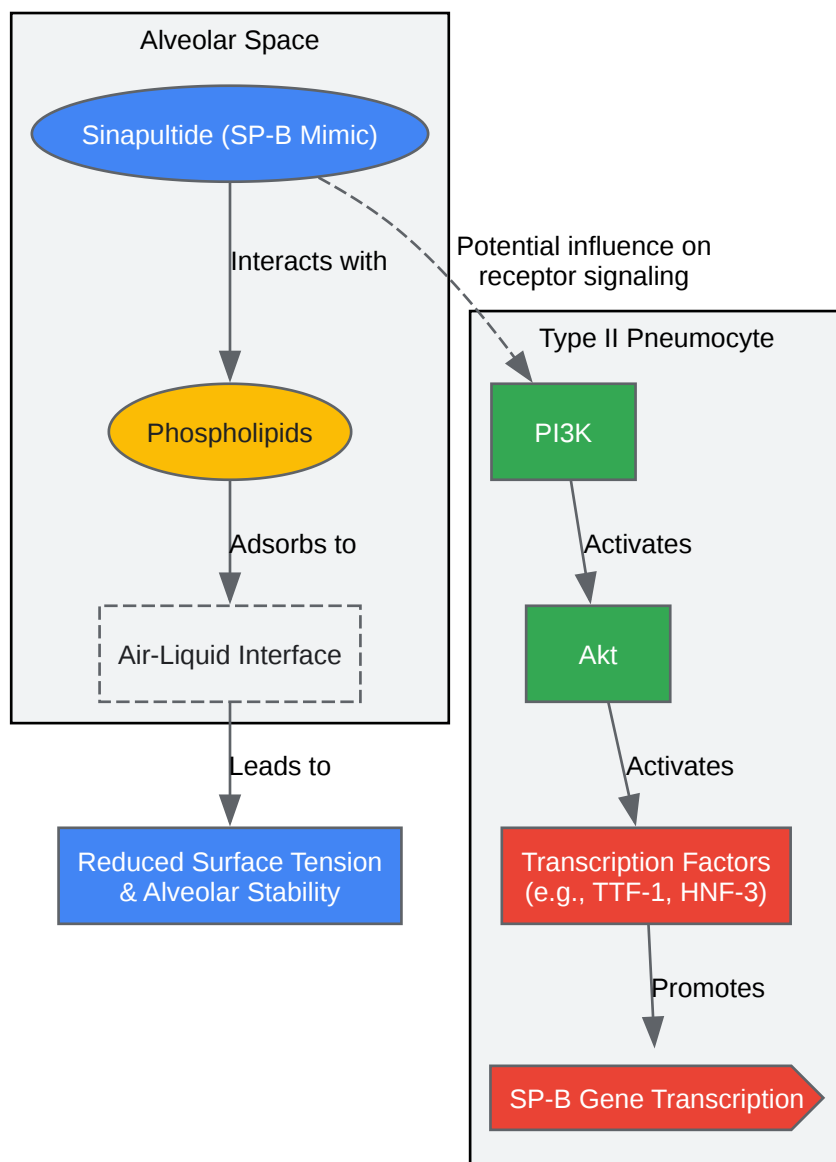 Alveolar Space
Sinapultide (SP-B Mimic)
Interacts with
Phospholipids
Adsorbs to
Air-Liquid Interface
Leads to
Reduced Surface Tension
& Alveolar Stability
Potential influence on
receptor signaling
Type II Pneumocyte
PI3K
Activates
Akt
Activates
Transcription Factors
(e.g., TTF-1, HNF-3)
Promotes
SP-B Gene Transcription